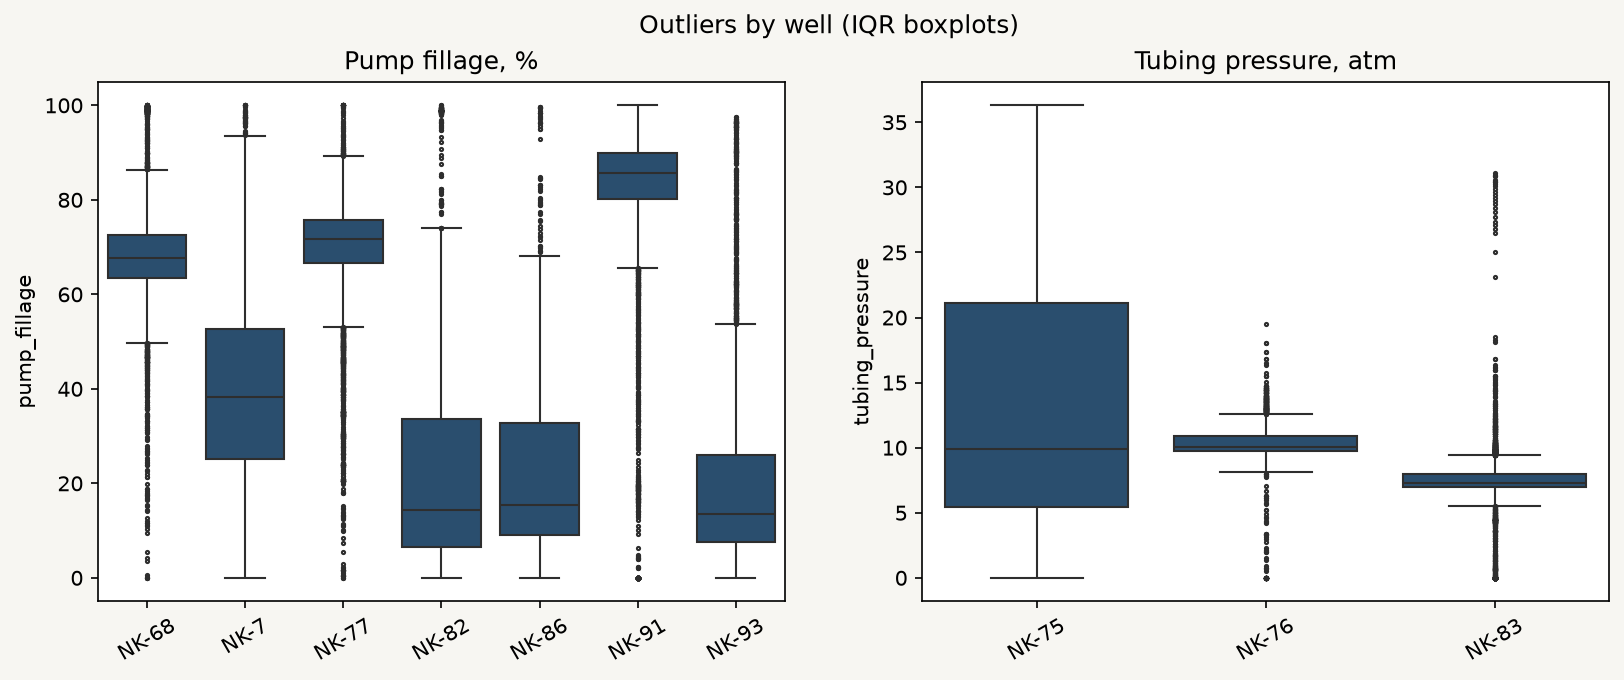 Outliers by well (IQR boxplots)
Pump fillage, %
pump_fillage
100
80
60
40
20
0
NK-68 NK-7 NK-77 NK-82 NK-86 NK-91 NK-93
Tubing pressure, atm
tubing_pressure
35
30
25
20
15
10
5
0
NK-75 NK-76 NK-83